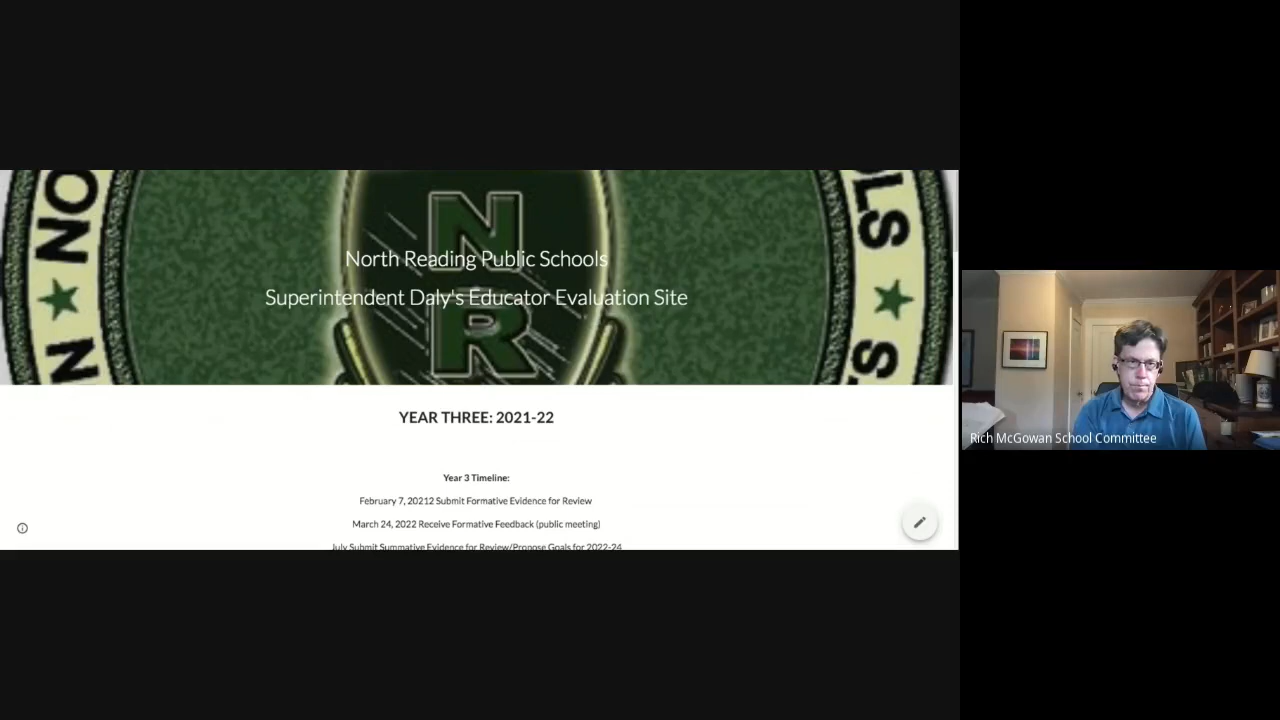 NO
LS
N
R
N
S
North Reading Public Schools
Superintendent Daly's Educator Evaluation Site
YEAR THREE: 2021-22
Year 3 Timeline:
February 7, 20212 Submit Formative Evidence for Review
March 24, 2022 Receive Formative Feedback (public meeting)
July Submit Summative Evidence for Review/Propose Goals for 2022-24
Rich McGowan School Committee